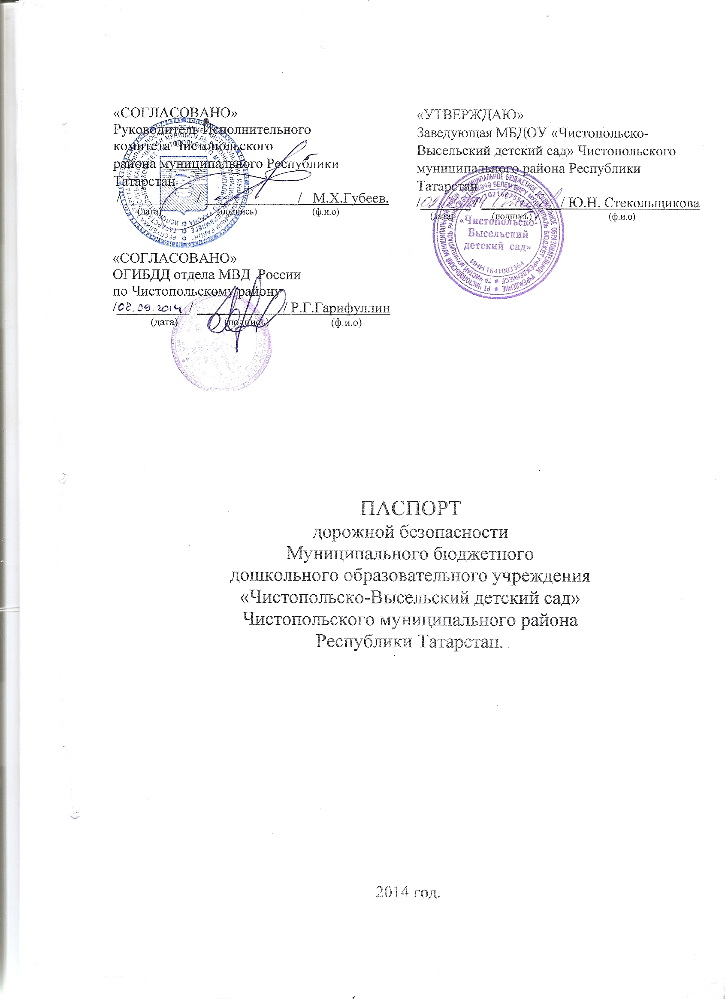 «СОГЛАСОВАНО»
Руководитель Исполнительного
комитета Чистопольского
района муниципального Республики
Татарстан
/ / / М.Х.Губеев.
(дата) (подпись) (ф.и.о)
«УТВЕРЖДАЮ»
Заведующая МБДОУ «Чистопольско-
Высельский детский сад» Чистопольского
муниципального района Республики
Татарстан
/ / / Ю.Н. Стекольщикова
(дата) (подпись) (ф.и.о)
«Чистопольско-
Высельский
детский сад»
ИНН 1641003364
«СОГЛАСОВАНО»
ОГИБДД отдела МВД России
по Чистопольскому району
/02.09.2014 / / Р.Г.Гарифуллин
(дата) (подпись) (ф.и.о)
ПАСПОРТ
дорожной безопасности
Муниципального бюджетного
дошкольного образовательного учреждения
«Чистопольско-Высельский детский сад»
Чистопольского муниципального района
Республики Татарстан.
2014 год.